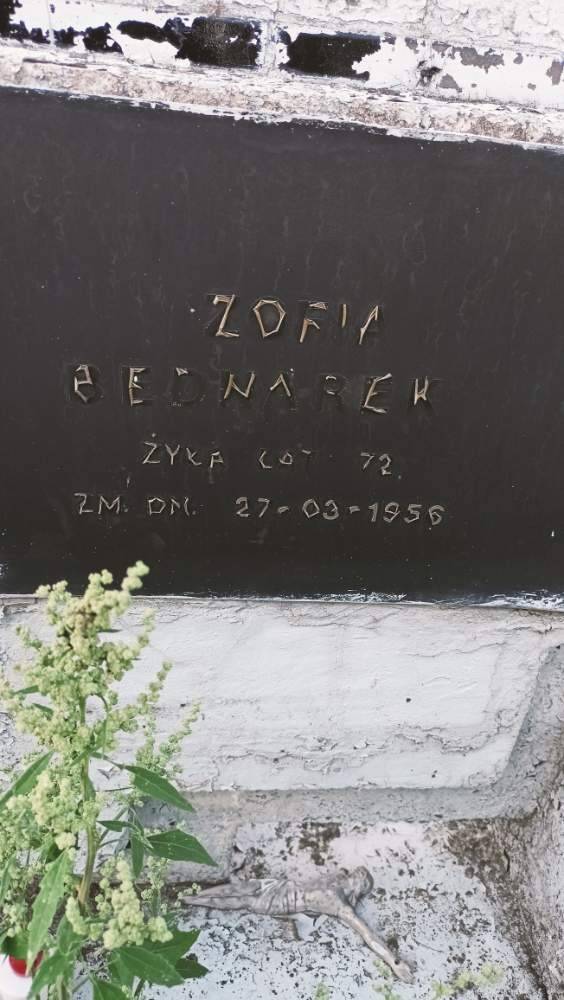 ZOFIA
BEDNAREK
ŻYŁA LAT 72
ZM. DN. 27-03-1956